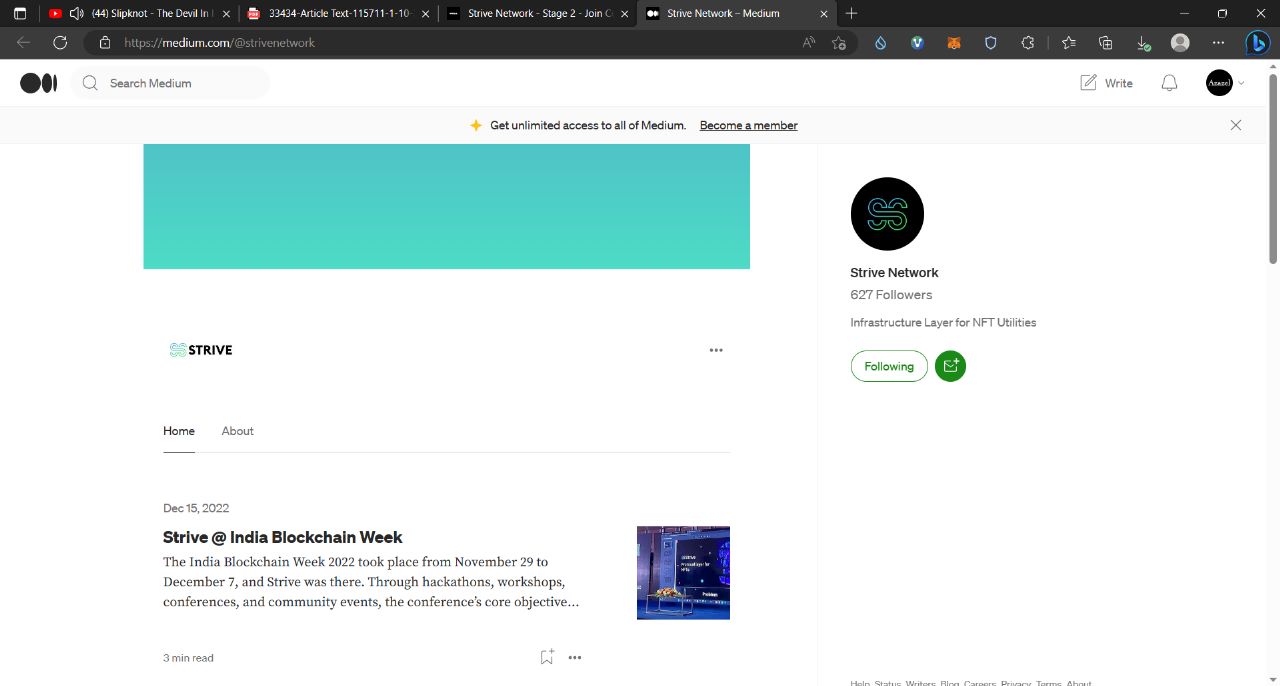 (44) Slipknot - The Devil In I
33434-Article Text-115711-1-10-
Strive Network - Stage 2 - Join C
Strive Network – Medium
https://medium.com/@strivenetwork
Search Medium
Write
Azazel
Get unlimited access to all of Medium. Become a member
Strive Network
627 Followers
Infrastructure Layer for NFT Utilities
Following
STRIVE
Home
About
Dec 15, 2022
Strive @ India Blockchain Week
The India Blockchain Week 2022 took place from November 29 to
December 7, and Strive was there. Through hackathons, workshops,
conferences, and community events, the conference's core objective…
Problem
3 min read
Help Status Writers Blog Careers Privacy Terms About